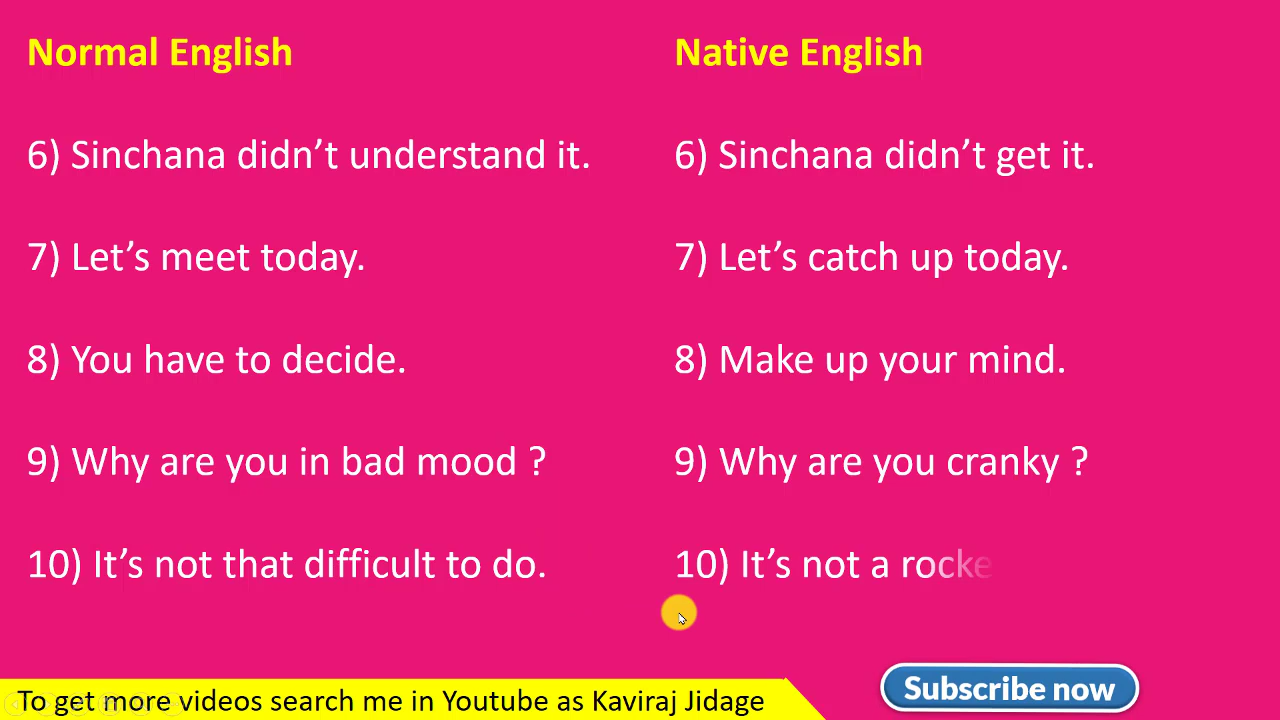 Normal English
Native English
6) Sinchana didn’t understand it.
6) Sinchana didn’t get it.
7) Let’s meet today.
7) Let’s catch up today.
8) You have to decide.
8) Make up your mind.
9) Why are you in bad mood ?
9) Why are you cranky ?
10) It’s not that difficult to do.
10) It’s not a rocke
To get more videos search me in Youtube as Kaviraj Jidage
Subscribe now